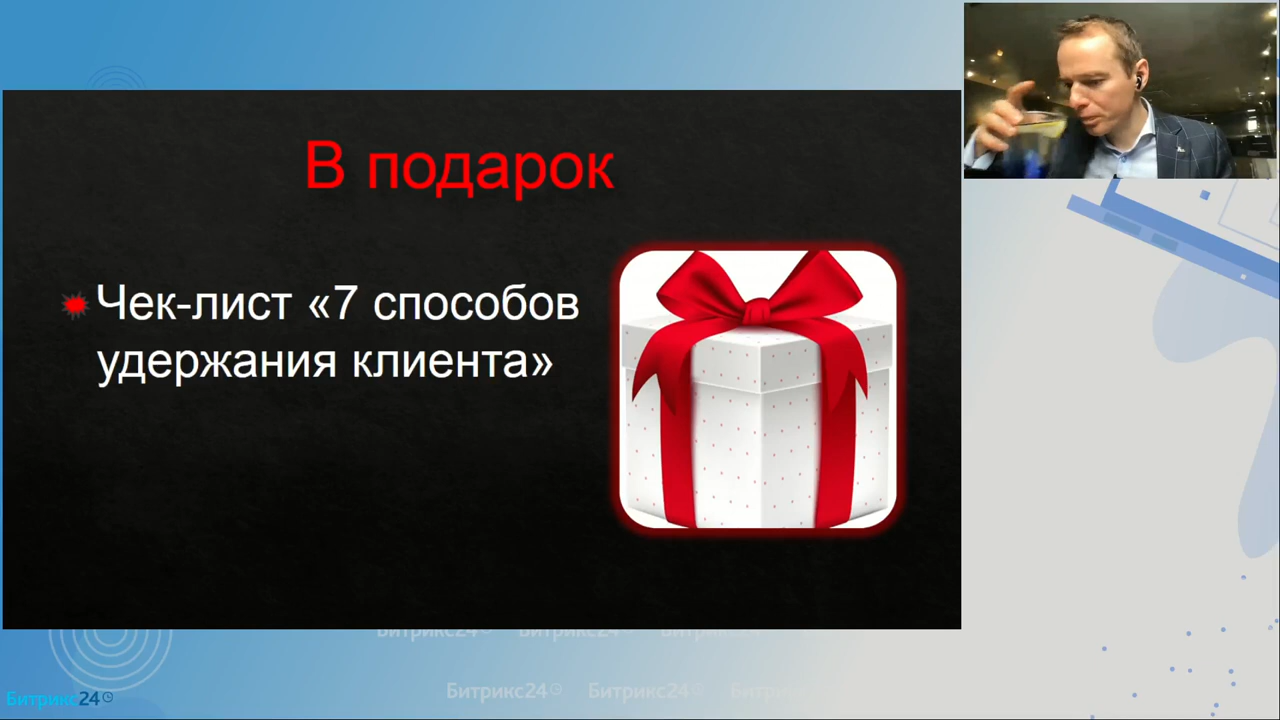 В подарок
Чек-лист «7 способов
удержания клиента»
Битрикс24 Битрикс24
Битрикс24 Битрикс24
Битрикс24